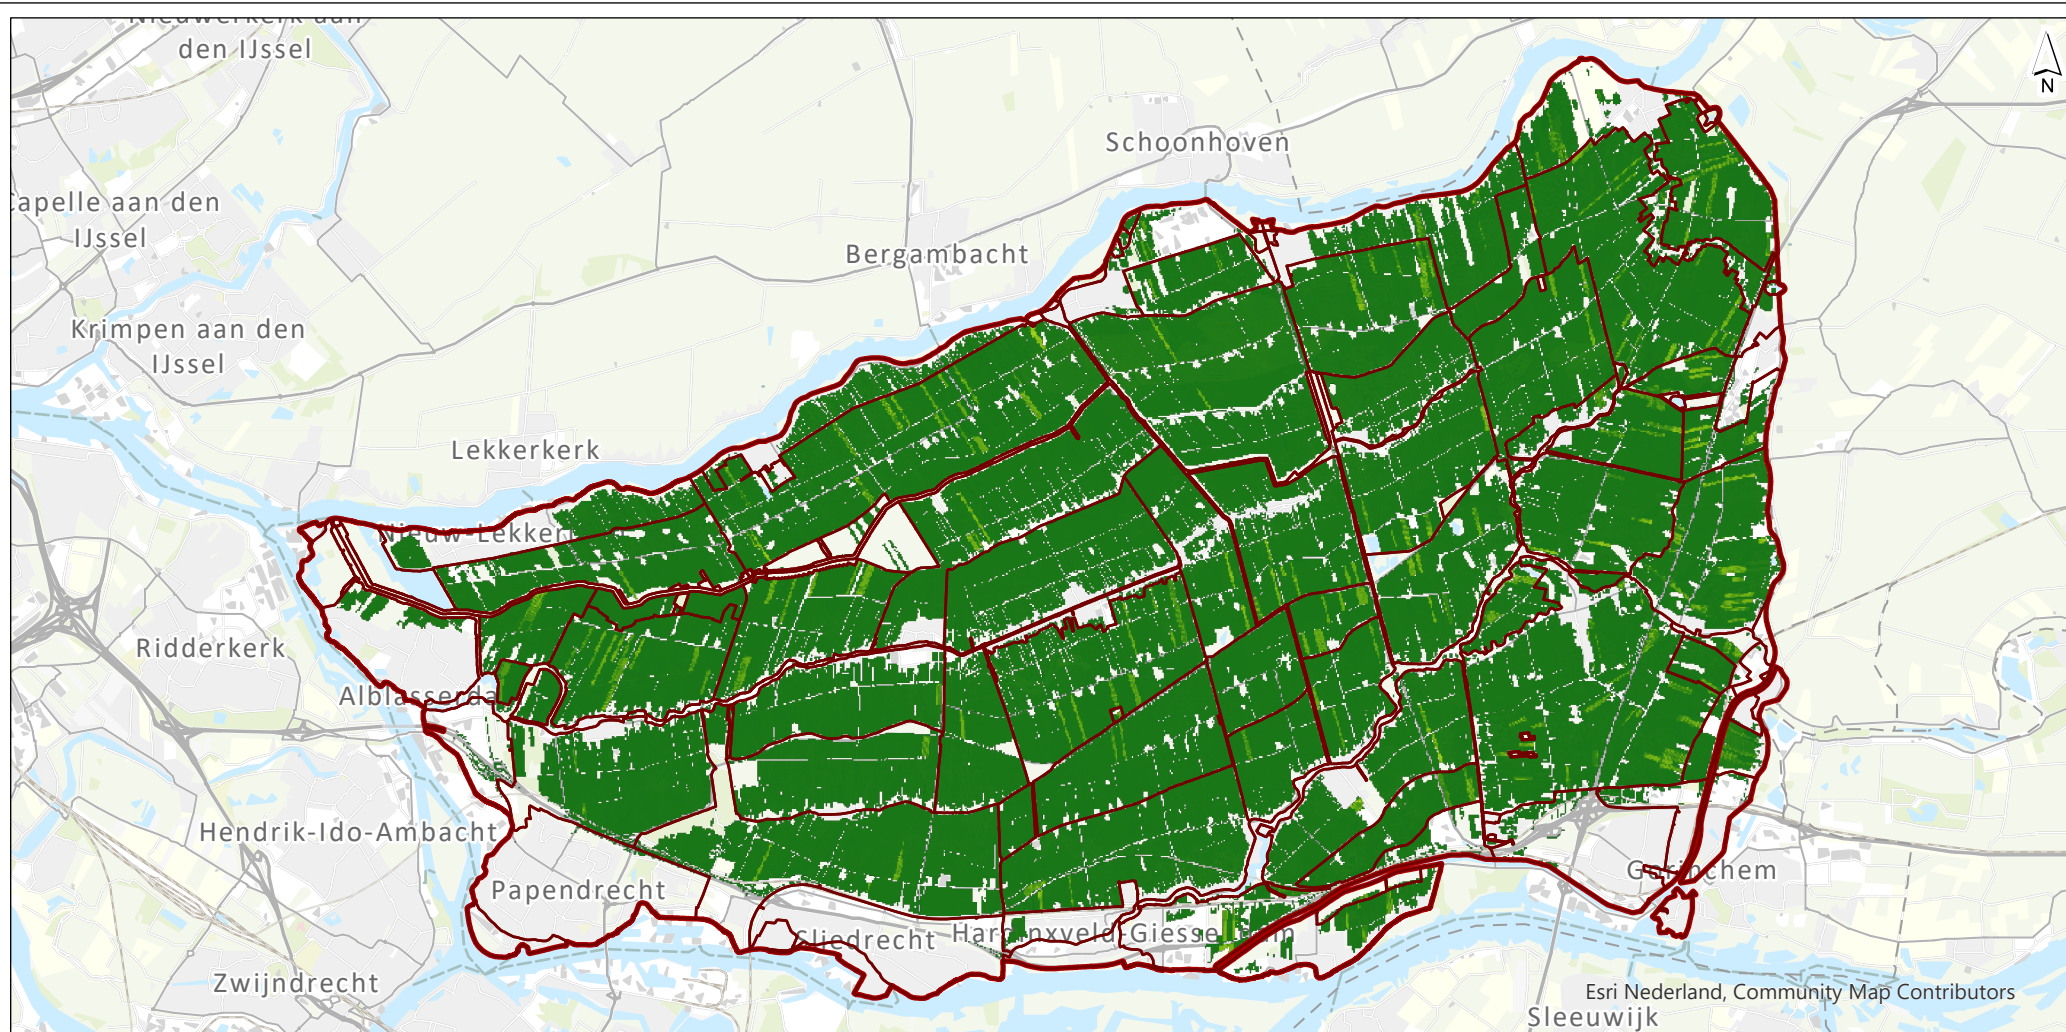 den IJssel
N
Schoonhoven
Capelle aan den
IJssel
Bergambacht
Krimpen aan den
IJssel
Lekkerkerk
Ridderkerk
Hendrik-Ido-Ambacht
Papendrecht
Sliedrecht
Zwijndrecht
Esri Nederland, Community Map Contributors
Sleeuwijk